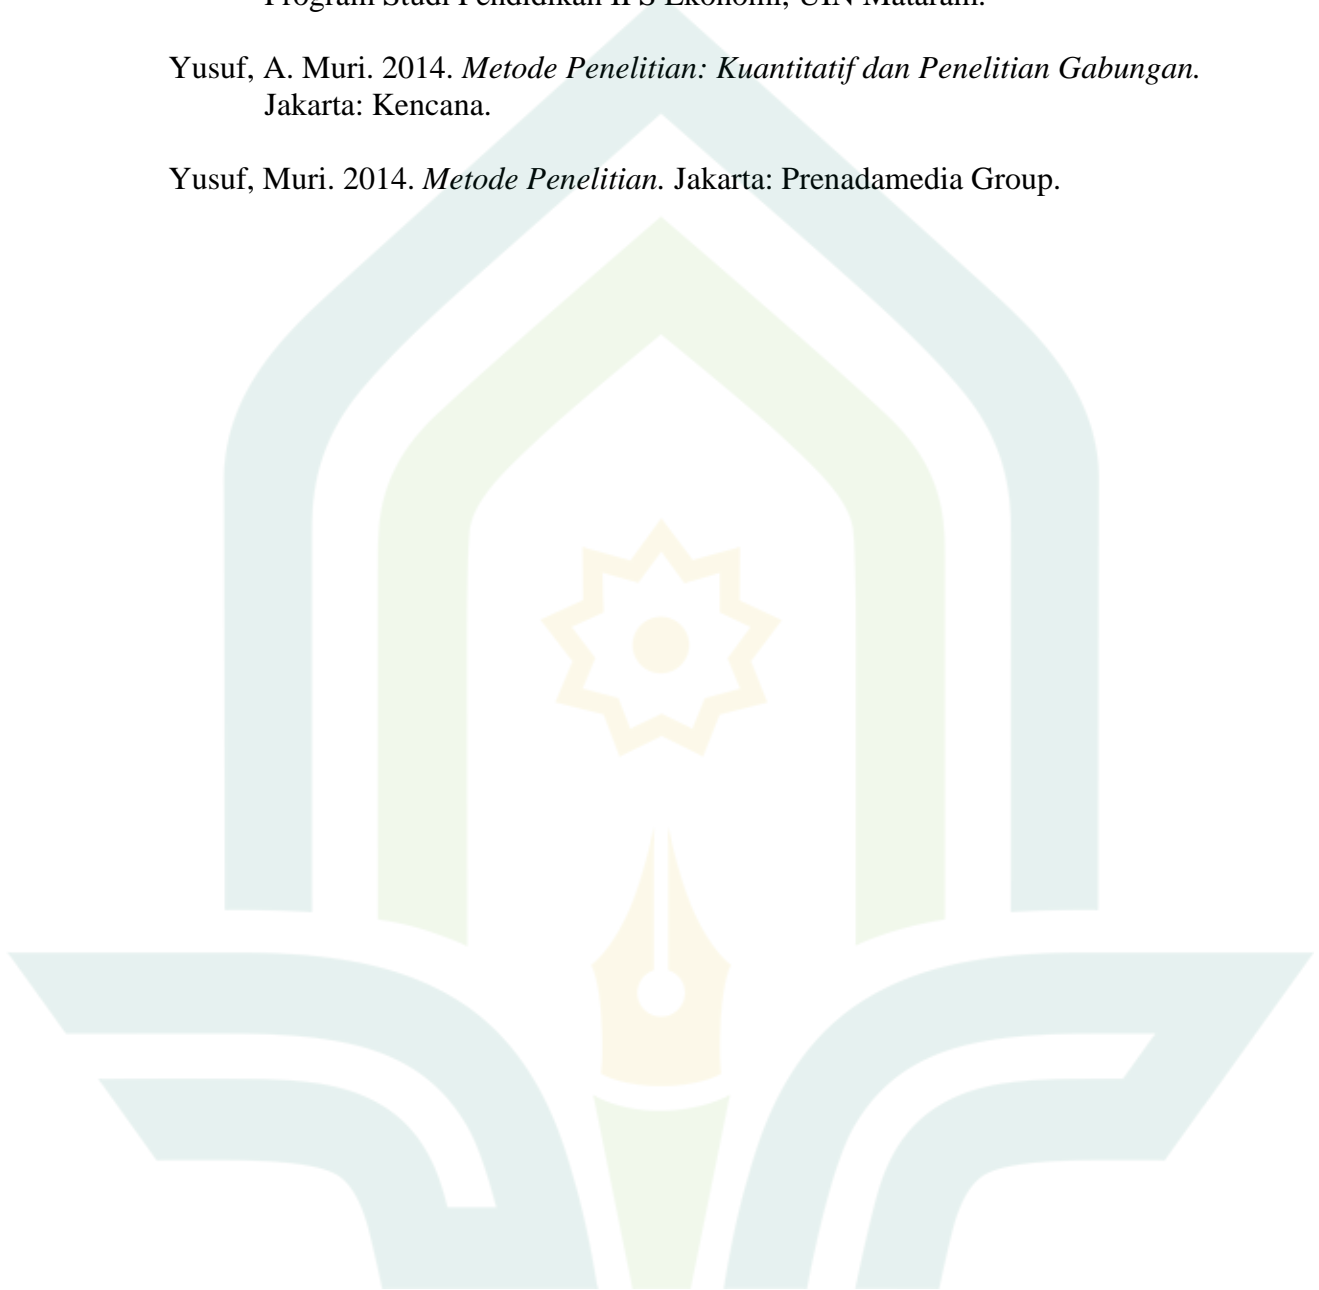 Program Studi Pendidikan IPS Ekonomi, UIN Mataram.
Yusuf, A. Muri. 2014. Metode Penelitian: Kuantitatif dan Penelitian Gabungan.
Jakarta: Kencana.
Yusuf, Muri. 2014. Metode Penelitian. Jakarta: Prenadamedia Group.